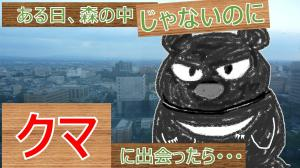 ある日、森の中
じゃないのに
クマ
に出会ったら・・・